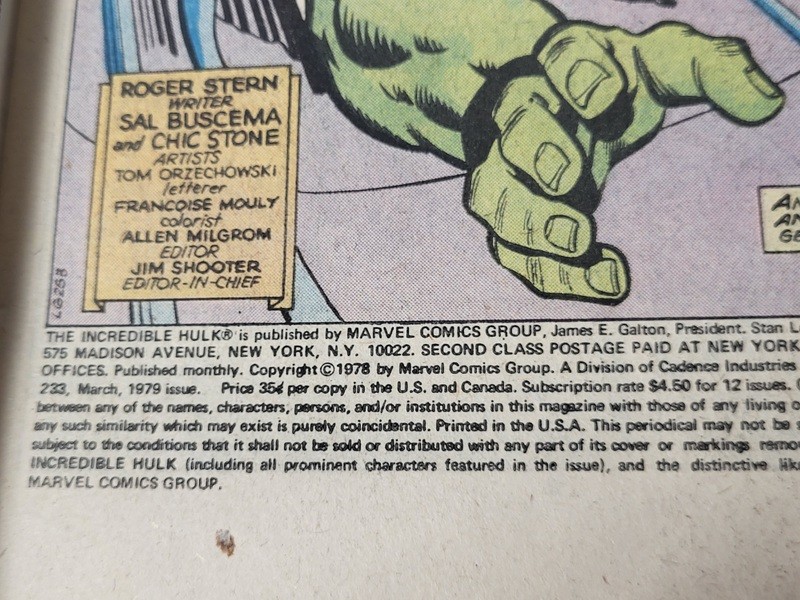 ROGER STERN
WRITER
SAL BUSCEMA
and CHIC STONE
ARTISTS
TOM ORZECHOWSKI
letterer
FRANCOISE MOULY
colorist
ALLEN MILGROM
EDITOR
JIM SHOOTER
EDITOR-IN-CHIEF
AN
AN
GE
THE INCREDIBLE HULK® is published by MARVEL COMICS GROUP, James E. Galton, President. Stan L
575 MADISON AVENUE, NEW YORK, N.Y. 10022. SECOND CLASS POSTAGE PAID AT NEW YORK
OFFICES. Published monthly. Copyright ©1978 by Marvel Comics Group. A Division of Cadence Industries
233, March, 1979 issue. Price 35¢ per copy in the U.S. and Canada. Subscription rate $4.50 for 12 issues.
between any of the names, characters, persons, and/or institutions in this magazine with those of any living o
any such similarity which may exist is purely coincidental. Printed in the U.S.A. This periodical may not be s
subject to the conditions that it shall not be sold or distributed with any part of its cover or markings remo
INCREDIBLE HULK (including all prominent characters featured in the issue), and the distinctive like
MARVEL COMICS GROUP.